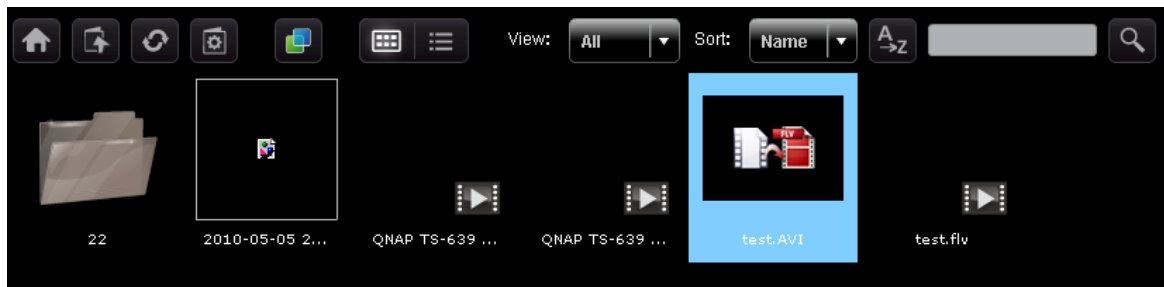 View: All Sort: Name A Z
FLV
22 2010-05-05 2... QNAP TS-639 ... QNAP TS-639 ... test.AVI test.flv